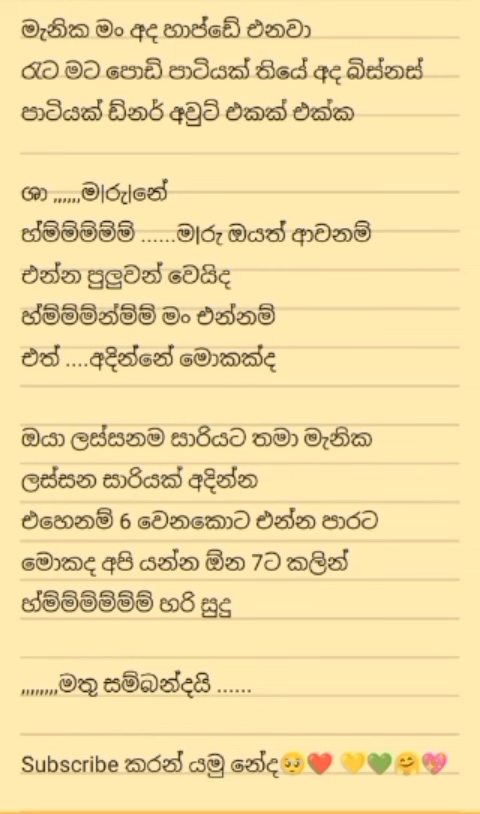 මැනික මං අද හාප්ඩේ එනවා
රැට මට පොඩි පාටියක් තියේ අද බිස්නස්
පාටියක් ඩ්නර් අවුට් එකක් එක්ක
ශා ,,,,,,ම|රු|නේ
හ්ම්ම්ම්ම්ම් ......ම|රු ඔයත් ආවනම්
එන්න පුලුවන් වෙයිද
හ්ම්ම්ම්න්ම්ම් මං එන්නම්
එත් ....අදින්නේ මොකක්ද
ඔයා ලස්සනම සාරියට තමා මැනික
ලස්සන සාරියක් අදින්න
එහෙනම් 6 වෙනකොට එන්න පාරට
මොකද අපි යන්න ඕන 7ට කලින්
හ්ම්ම්ම්ම්ම්ම් හරි සුදු
,,,,,,,,මතු සම්බන්දයි ......
Subscribe කරන් යමු නේද🥺❤️ 💛💚🤗💖